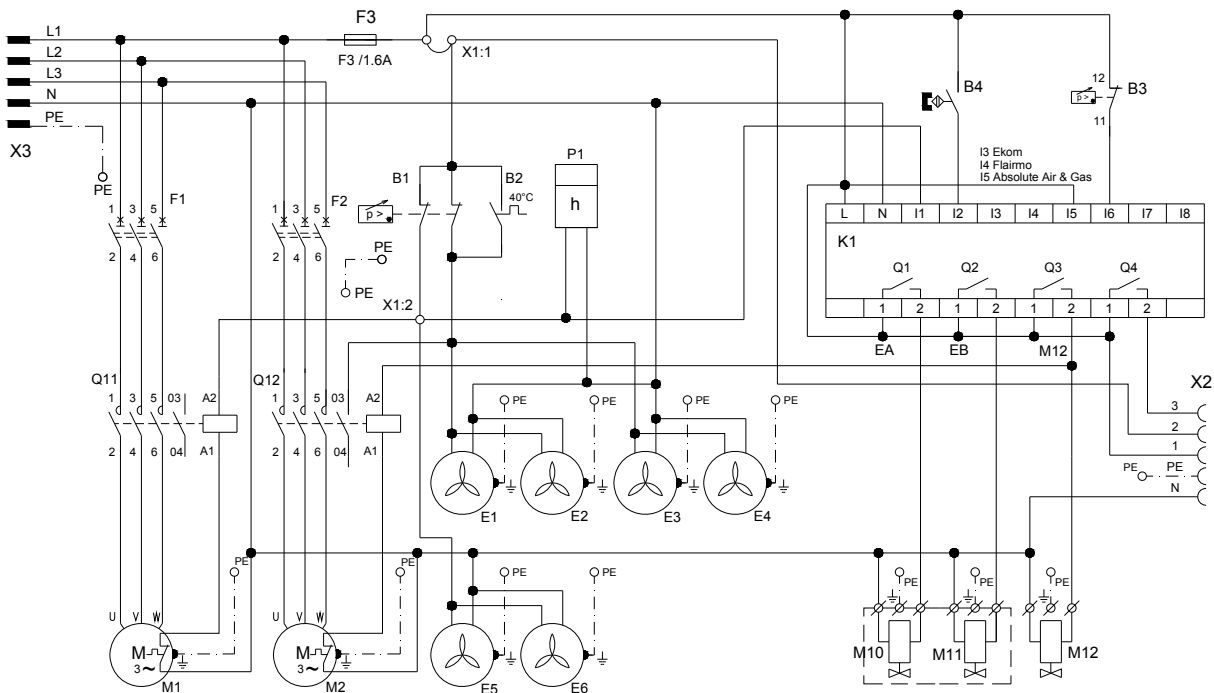 L1
L2
L3
N
PE
X3
PE
F3
F3 /1.6A
X1:1
B4
12
p >
B3
11
I3 Ekom
I4 Flairmo
I5 Absolute Air & Gas
P1
h
B1
B2
40°C
p >
1 3 5
F1
2 4 6
1 3 5
F2
2 4 6
PE
PE
X1:2
L N I1 I2 I3 I4 I5 I6 I7 I8
K1
Q1 Q2 Q3 Q4
1 2 1 2 1 2 1 2
EA EB M12
X2
3
2
1
PE PE
N
Q11
1 3 5 03 A2
2 4 6 04 A1
Q12
1 3 5 03 A2
2 4 6 04 A1
PE PE PE PE
E1 E2 E3 E4
PE PE PE PE PE PE PE
U V W
M
3~
M1
U V W
M
3~
M2
E5 E6
M10 M11 M12